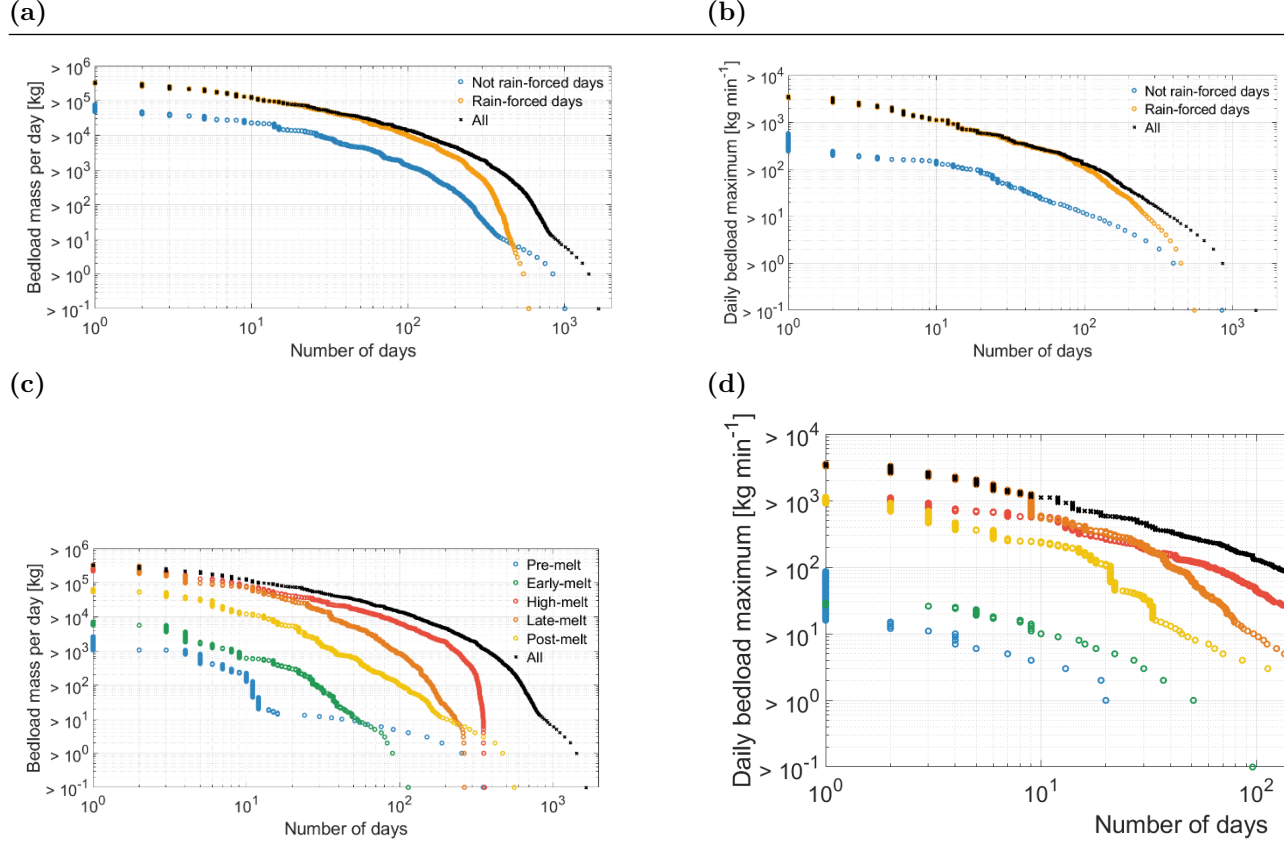 (a)
(b)
> 10^6
> 10^5
> 10^4
> 10^3
> 10^2
> 10^1
> 10^0
> 10^-1
Bedload mass per day [kg]
Not rain-forced days
Rain-forced days
All
10^0
10^1
10^2
10^3
Number of days
> 10^4
> 10^3
> 10^2
> 10^1
> 10^0
> 10^-1
Daily bedload maximum [kg min^-1]
Not rain-forced days
Rain-forced days
All
10^0
10^1
10^2
10^3
Number of days
(c)
(d)
> 10^6
> 10^5
> 10^4
> 10^3
> 10^2
> 10^1
> 10^0
> 10^-1
Bedload mass per day [kg]
Pre-melt
Early-melt
High-melt
Late-melt
Post-melt
All
10^0
10^1
10^2
10^3
Number of days
> 10^4
> 10^3
> 10^2
> 10^1
> 10^0
> 10^-1
Daily bedload maximum [kg min^-1]
10^0
10^1
10^2
Number of days